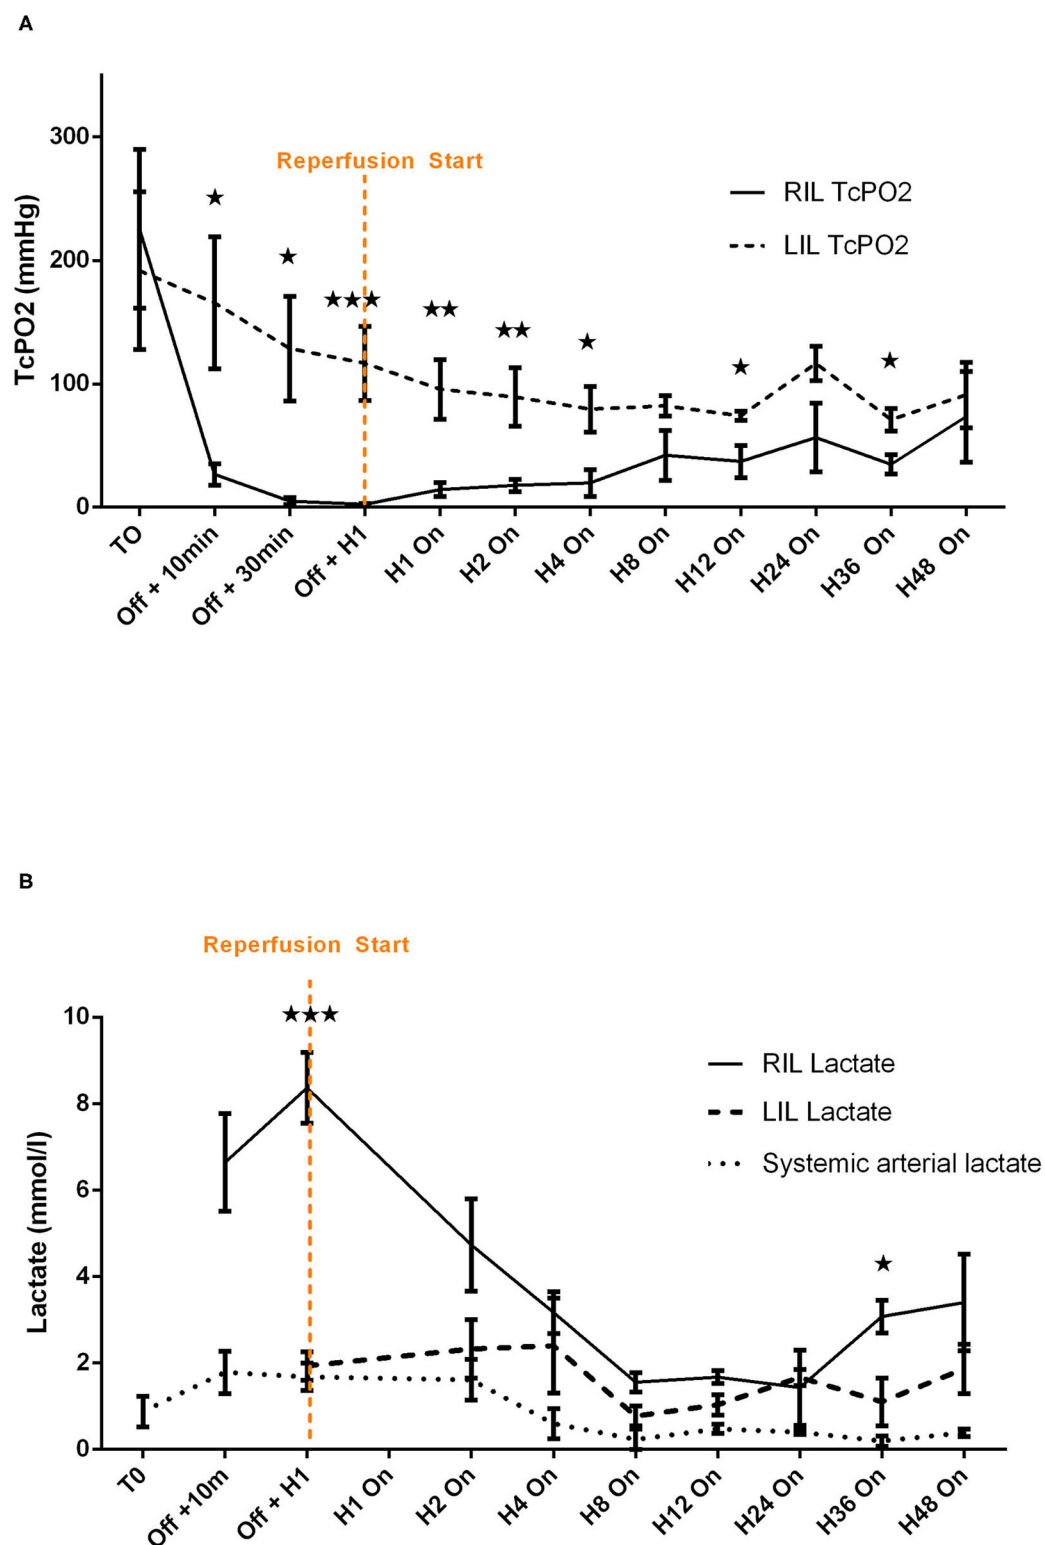 A
Reperfusion Start
TcPO2 (mmHg)
300
200
100
0
RIL TcPO2
LIL TcPO2
★
★
★★★
★★
★★
★
★
★
TO
Off + 10min
Off + 30min
Off + H1
H1 On
H2 On
H4 On
H8 On
H12 On
H24 On
H36 On
H48 On
B
Reperfusion Start
★★★
Lactate (mmol/l)
10
8
6
4
2
0
RIL Lactate
LIL Lactate
Systemic arterial lactate
★
T0
Off +10m
Off + H1
H1 On
H2 On
H4 On
H8 On
H12 On
H24 On
H36 On
H48 On